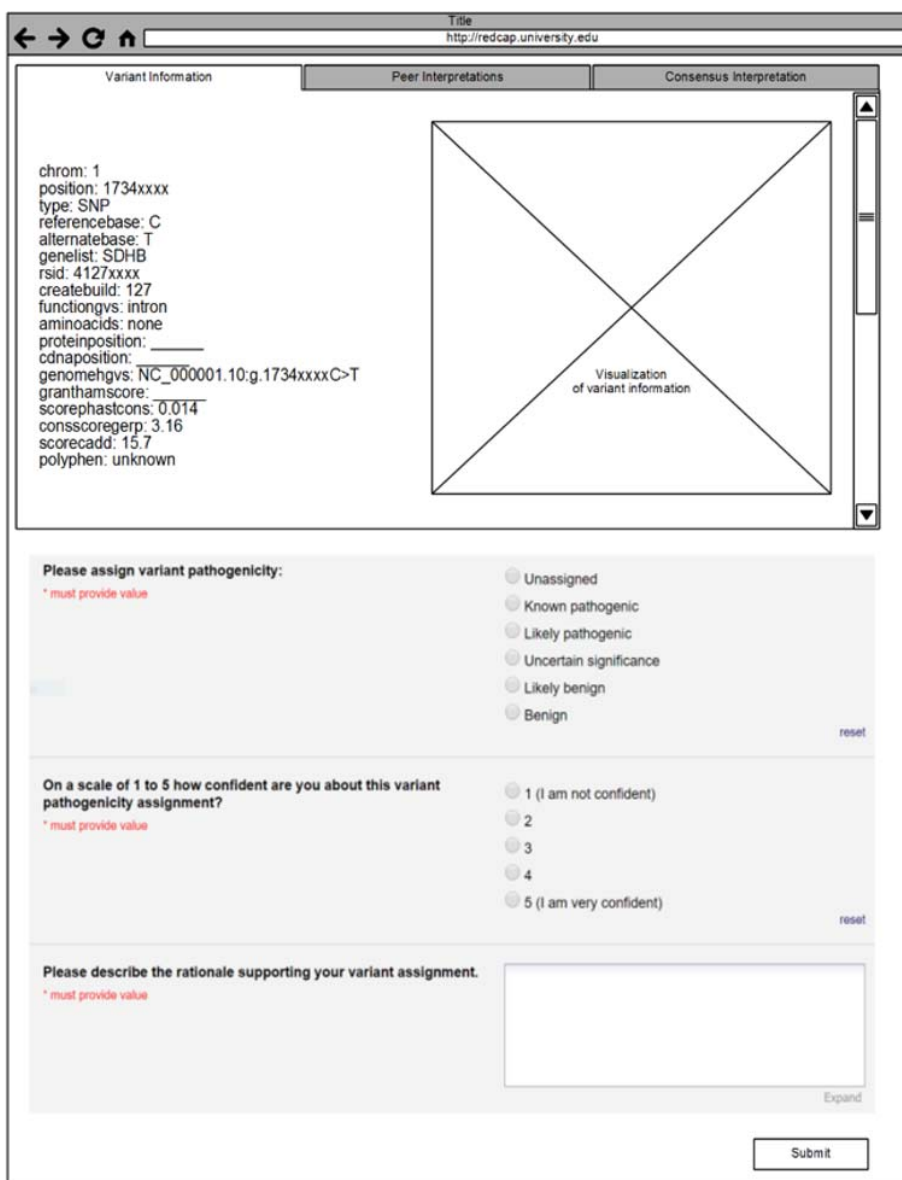 Title
http://redcap.university.edu
Variant Information
Peer Interpretations
Consensus Interpretation
chrom: 1
position: 1734xxxx
type: SNP
referencebase: C
alternatebase: T
genelist: SDHB
rsid: 4127xxxx
createbuild: 127
functiongvs: intron
aminoacids: none
proteinposition: ______
cdnaposition: ______
genomehgvs: NC_000001.10:g.1734xxxxC>T
granthamscore: ______
scorephastcons: 0.014
consscoregerp: 3.16
scorecadd: 15.7
polyphen: unknown
Visualization
of variant information
Please assign variant pathogenicity:
* must provide value
Unassigned
Known pathogenic
Likely pathogenic
Uncertain significance
Likely benign
Benign
reset
On a scale of 1 to 5 how confident are you about this variant
pathogenicity assignment?
* must provide value
1 (I am not confident)
2
3
4
5 (I am very confident)
reset
Please describe the rationale supporting your variant assignment.
* must provide value
Expand
Submit